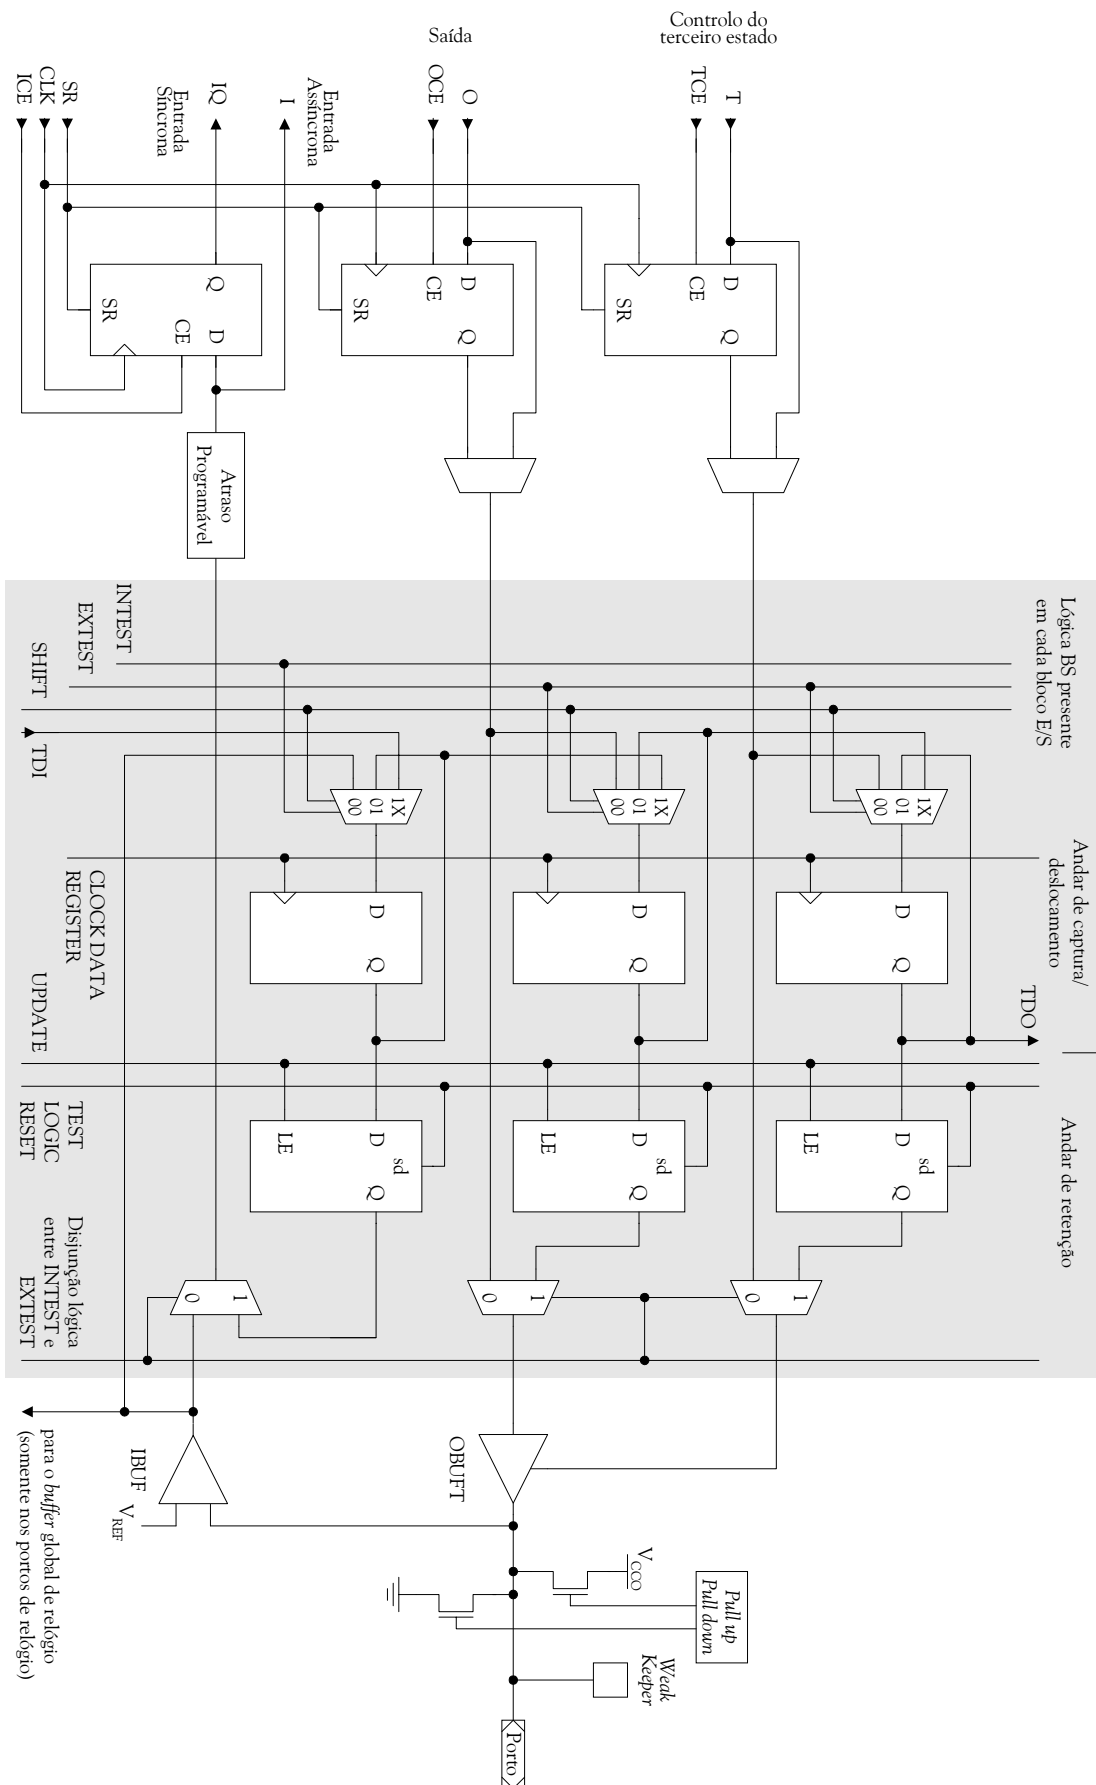 Controlo do
terceiro estado
Saída
T
TCE
O
OCE
Entrada
Assíncrona
I
IQ
Entrada
Síncrona
SR
CLK
ICE
D
CE
SR
Q
D
CE
SR
Q
Q
SR
CE
D
Atraso
Programável
Lógica BS presente
em cada bloco E/S
INTEST
EXTEST
SHIFT
TDI
1X
01
00
1X
01
00
1X
01
00
Andar de captura/
deslocamento
D
Q
D
Q
D
Q
CLOCK DATA
REGISTER
TDO
UPDATE
Andar de retenção
D
sd
LE
Q
D
sd
LE
Q
D
sd
LE
Q
TEST
LOGIC
RESET
1
0
1
0
1
0
Disjunção lógica
entre INTEST e
EXTEST
OBUFT
IBUF
VREF
para o buffer global de relógio
(somente nos portos de relógio)
VCCO
Pull up
Pull down
Weak
Keeper
Porto